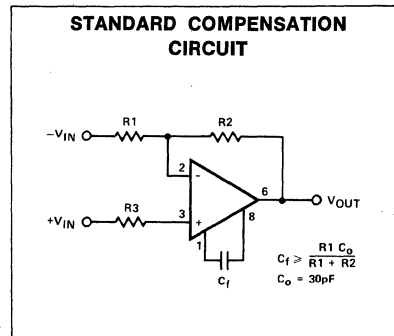 STANDARD COMPENSATION
CIRCUIT
R1
R2
−VIN
2
-
6
VOUT
R3
+VIN
3
+
8
1
Cf
Cf ⩾ R1 Co
R1 + R2
Co = 30pF